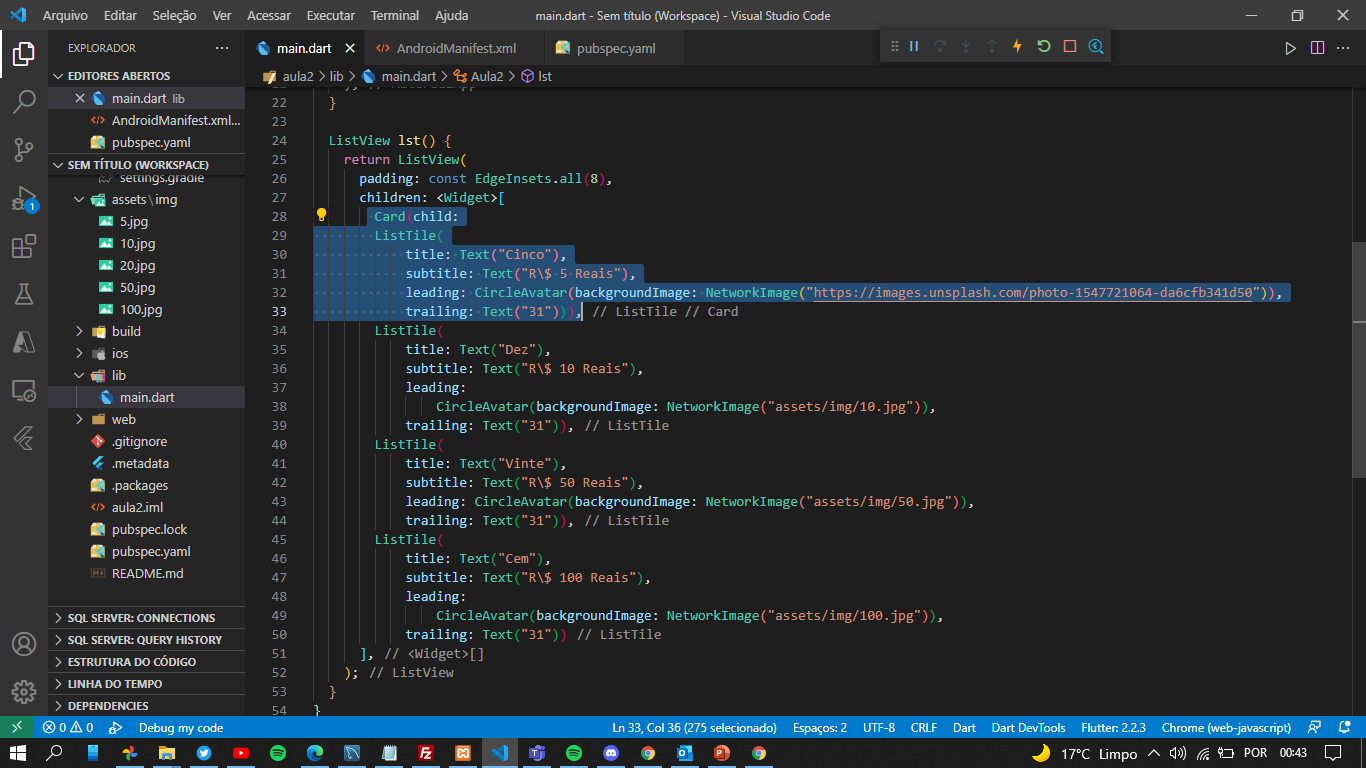 Arquivo Editar Seleção Ver Acessar Executar Terminal Ajuda main.dart - Sem título (Workspace) - Visual Studio Code
EXPLORADOR
EDITORES ABERTOS
main.dart lib
AndroidManifest.xml...
pubspec.yaml
SEM TÍTULO (WORKSPACE)
settings.gradle
assets\img
5.jpg
10.jpg
20.jpg
50.jpg
100.jpg
build
ios
lib
main.dart
web
.gitignore
.metadata
.packages
aula2.iml
pubspec.lock
pubspec.yaml
README.md
SQL SERVER: CONNECTIONS
SQL SERVER: QUERY HISTORY
ESTRUTURA DO CÓDIGO
LINHA DO TEMPO
DEPENDENCIES
1
main.dart AndroidManifest.xml pubspec.yaml
aula2 > lib > main.dart > Aula2 > lst
21 ); // MaterialApp
22 }
23
24 ListView lst() {
25 return ListView(
26 padding: const EdgeInsets.all(8),
27 children: <Widget>[
28 Card(child:
29 ListTile(
30 title: Text("Cinco"),
31 subtitle: Text("R\$ 5 Reais"),
32 leading: CircleAvatar(backgroundImage: NetworkImage("https://images.unsplash.com/photo-1547721064-da6cfb341d50")),
33 trailing: Text("31"))), // ListTile // Card
34 ListTile(
35 title: Text("Dez"),
36 subtitle: Text("R\$ 10 Reais"),
37 leading:
38 CircleAvatar(backgroundImage: NetworkImage("assets/img/10.jpg")),
39 trailing: Text("31")), // ListTile
40 ListTile(
41 title: Text("Vinte"),
42 subtitle: Text("R\$ 50 Reais"),
43 leading: CircleAvatar(backgroundImage: NetworkImage("assets/img/50.jpg")),
44 trailing: Text("31")), // ListTile
45 ListTile(
46 title: Text("Cem"),
47 subtitle: Text("R\$ 100 Reais"),
48 leading:
49 CircleAvatar(backgroundImage: NetworkImage("assets/img/100.jpg")),
50 trailing: Text("31")) // ListTile
51 ], // <Widget>[]
52 ); // ListView
53 }
54 }
0 0 Debug my code Ln 33, Col 36 (275 selecionado) Espaços: 2 UTF-8 CRLF Dart Dart DevTools Flutter: 2.2.3 Chrome (web-javascript)
17°C Limpo POR 00:43